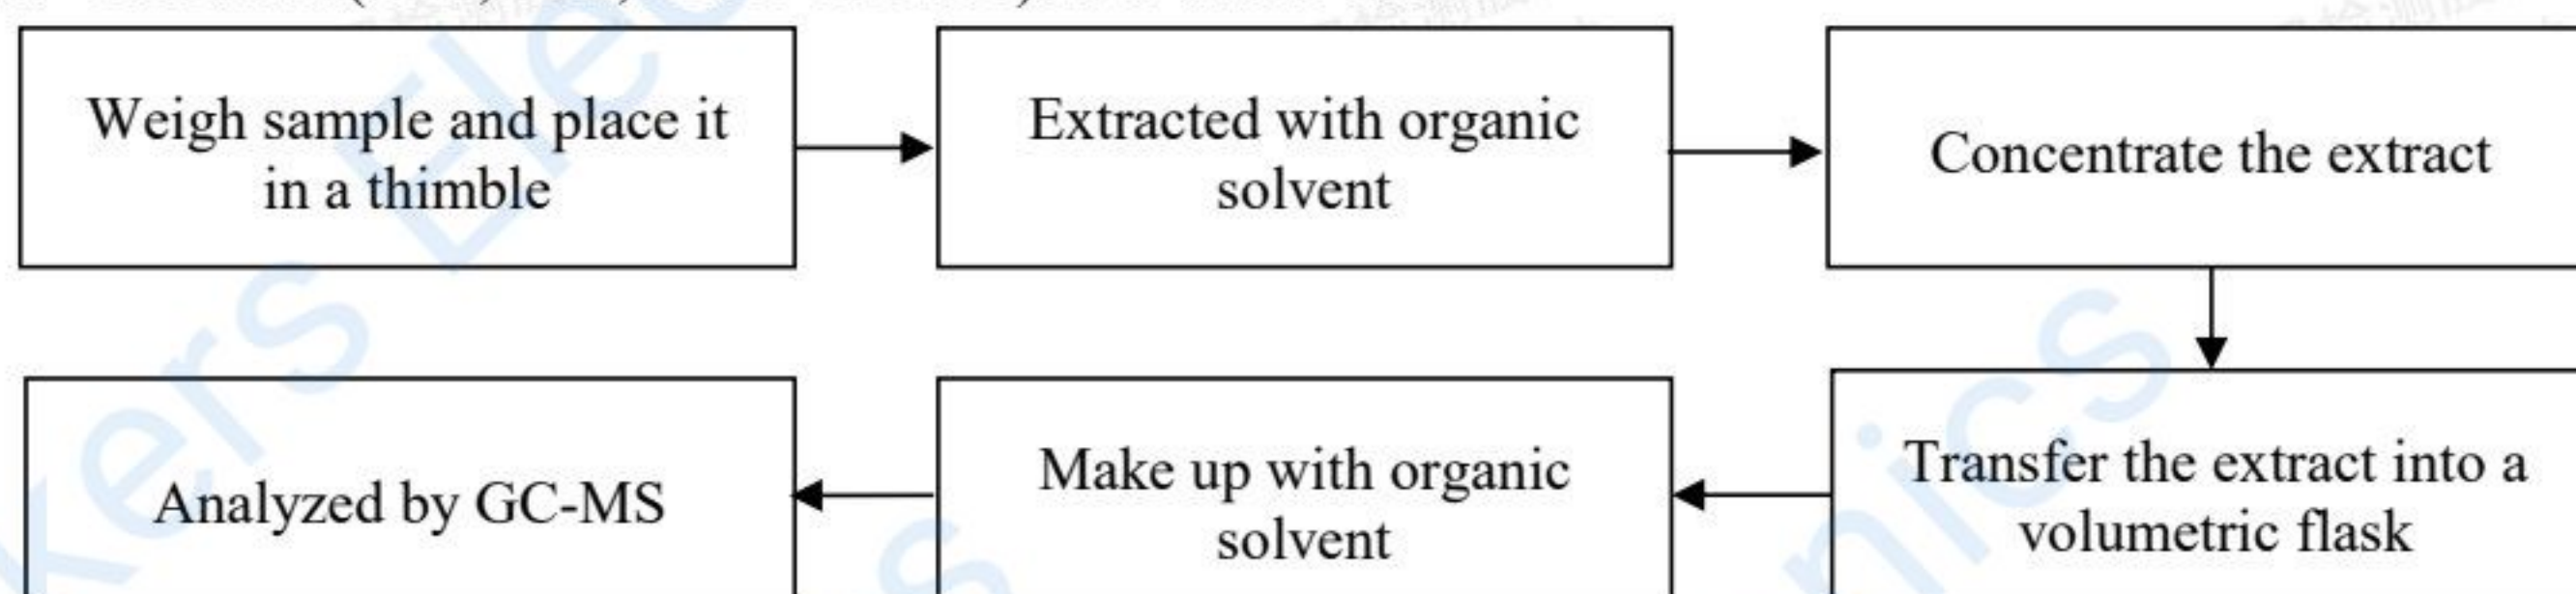 Weigh sample and place it
in a thimble
Extracted with organic
solvent
Concentrate the extract
Transfer the extract into a
volumetric flask
Make up with organic
solvent
Analyzed by GC-MS